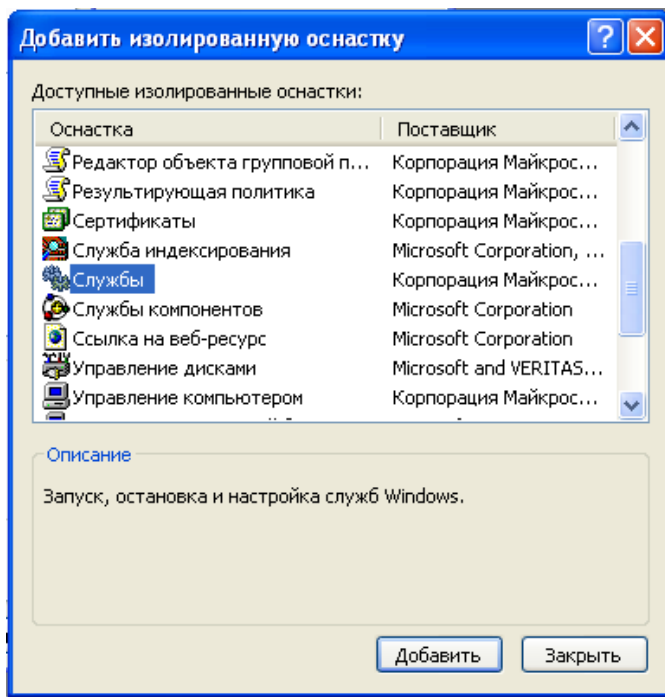 Добавить изолированную оснастку
Доступные изолированные оснастки:
Оснастка Поставщик
Редактор объекта групповой п... Корпорация Майкрос...
Результирующая политика Корпорация Майкрос...
Сертификаты Корпорация Майкрос...
Служба индексирования Microsoft Corporation, ...
Службы Корпорация Майкрос...
Службы компонентов Microsoft Corporation
Ссылка на веб-ресурс Microsoft Corporation
Управление дисками Microsoft and VERITAS...
Управление компьютером Корпорация Майкрос...
Описание
Запуск, остановка и настройка служб Windows.
Добавить Закрыть